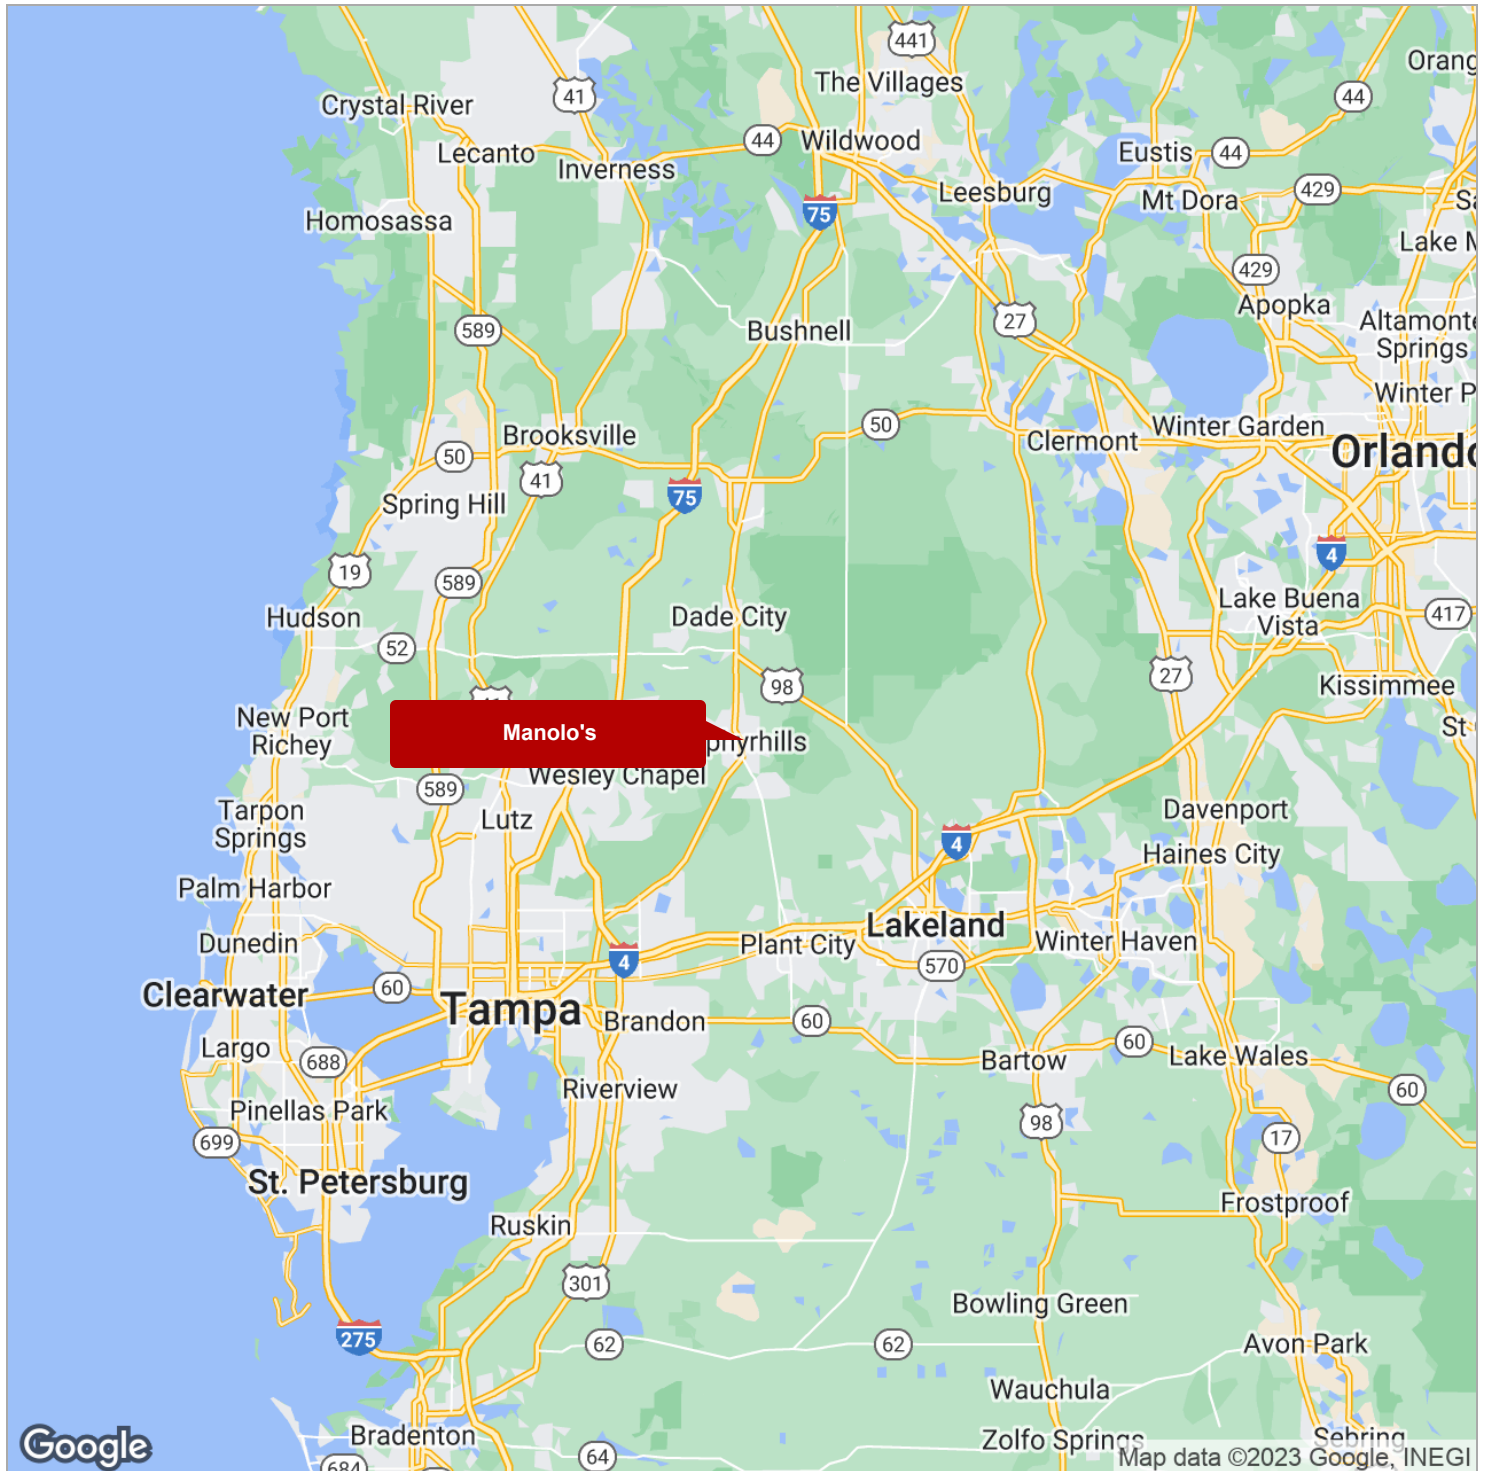 441
Orang
The Villages
41
44
Crystal River
44
Wildwood
Lecanto
Inverness
Eustis
44
429
Leesburg
Mt Dora
Sa
75
Homosassa
Lake M
429
Apopka
27
589
Bushnell
Altamonte
Springs
Winter P
50
Winter Garden
Brooksville
Clermont
Orlando
50
41
75
Spring Hill
4
19
589
Lake Buena
Vista
417
Hudson
Dade City
52
27
98
Kissimmee
41
New Port
Richey
St
Manolo's
phyrhills
Wesley Chapel
589
Tarpon
Springs
Lutz
Davenport
4
Haines City
Palm Harbor
Lakeland
Dunedin
Plant City
Winter Haven
4
570
Clearwater
60
Tampa
Brandon
60
60
Largo
688
Bartow
Lake Wales
Riverview
60
Pinellas Park
98
699
17
St. Petersburg
Frostproof
Ruskin
301
Bowling Green
275
62
62
Avon Park
Wauchula
Bradenton
Zolfo Springs
Sebring
Google
684
64
Map data ©2023 Google, INEGI